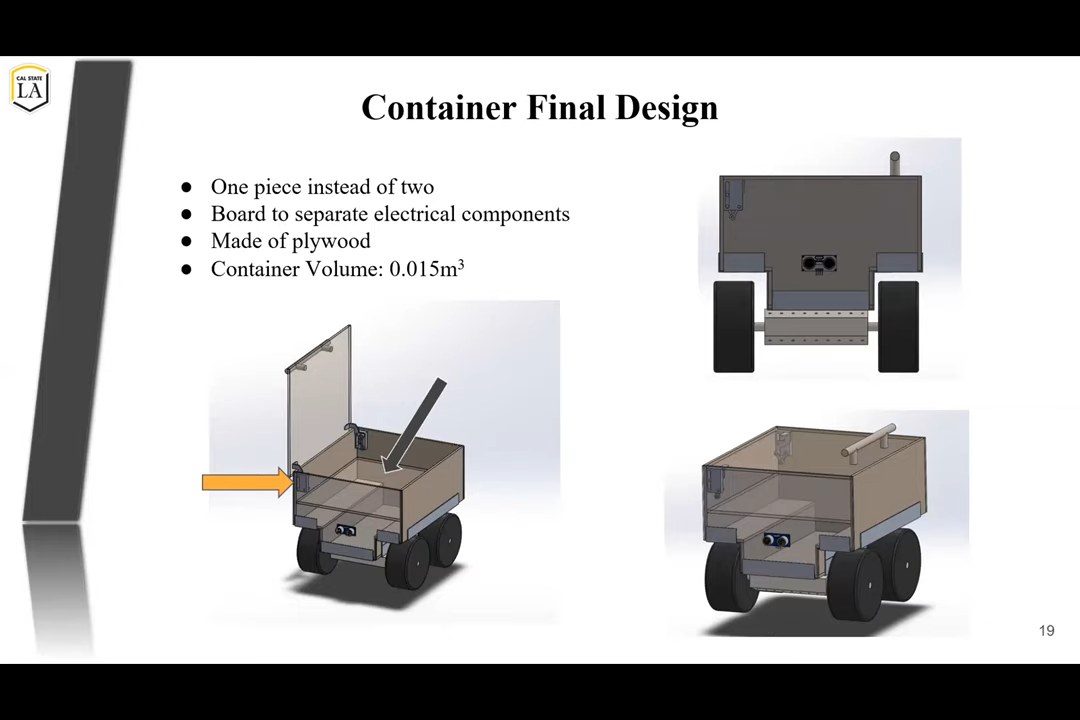 CAL STATE
LA
Container Final Design
● One piece instead of two
● Board to separate electrical components
● Made of plywood
● Container Volume: 0.015m³
19